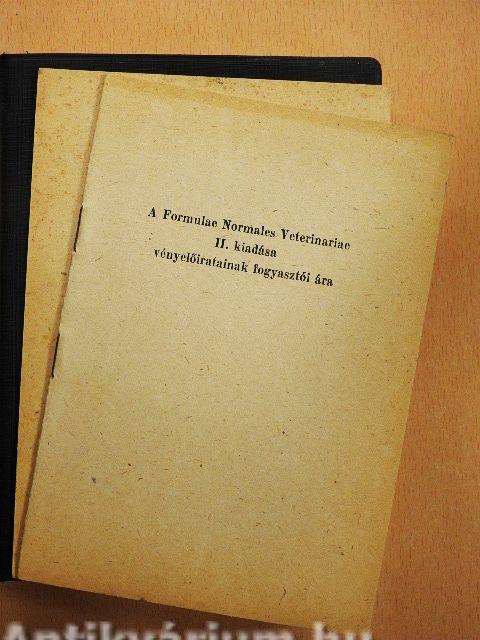 A Formulae Normales Veterinariae
II. kiadása
vényelőiratainak fogyasztói ára
Antikvárium.hu